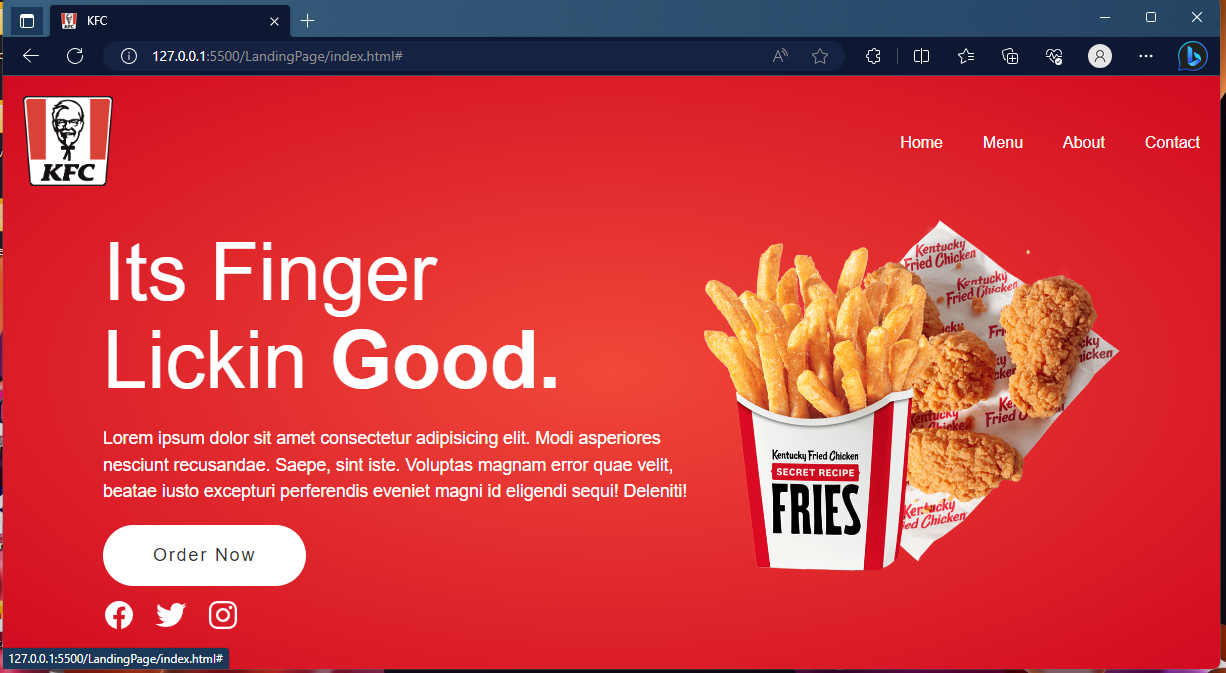 KFC
127.0.0.1:5500/LandingPage/index.html#
KFC
Home Menu About Contact
Its Finger
Lickin Good.
Lorem ipsum dolor sit amet consectetur adipisicing elit. Modi asperiores
nesciunt recusandae. Saepe, sint iste. Voluptas magnam error quae velit,
beatae iusto excepturi perferendis eveniet magni id eligendi sequi! Deleniti!
Order Now
Kentucky
Fried Chicken
Kentucky
Fried Chicken
Kentucky Fried Chicken
SECRET RECIPE
FRIES
Kentucky
127.0.0.1:5500/LandingPage/index.html#